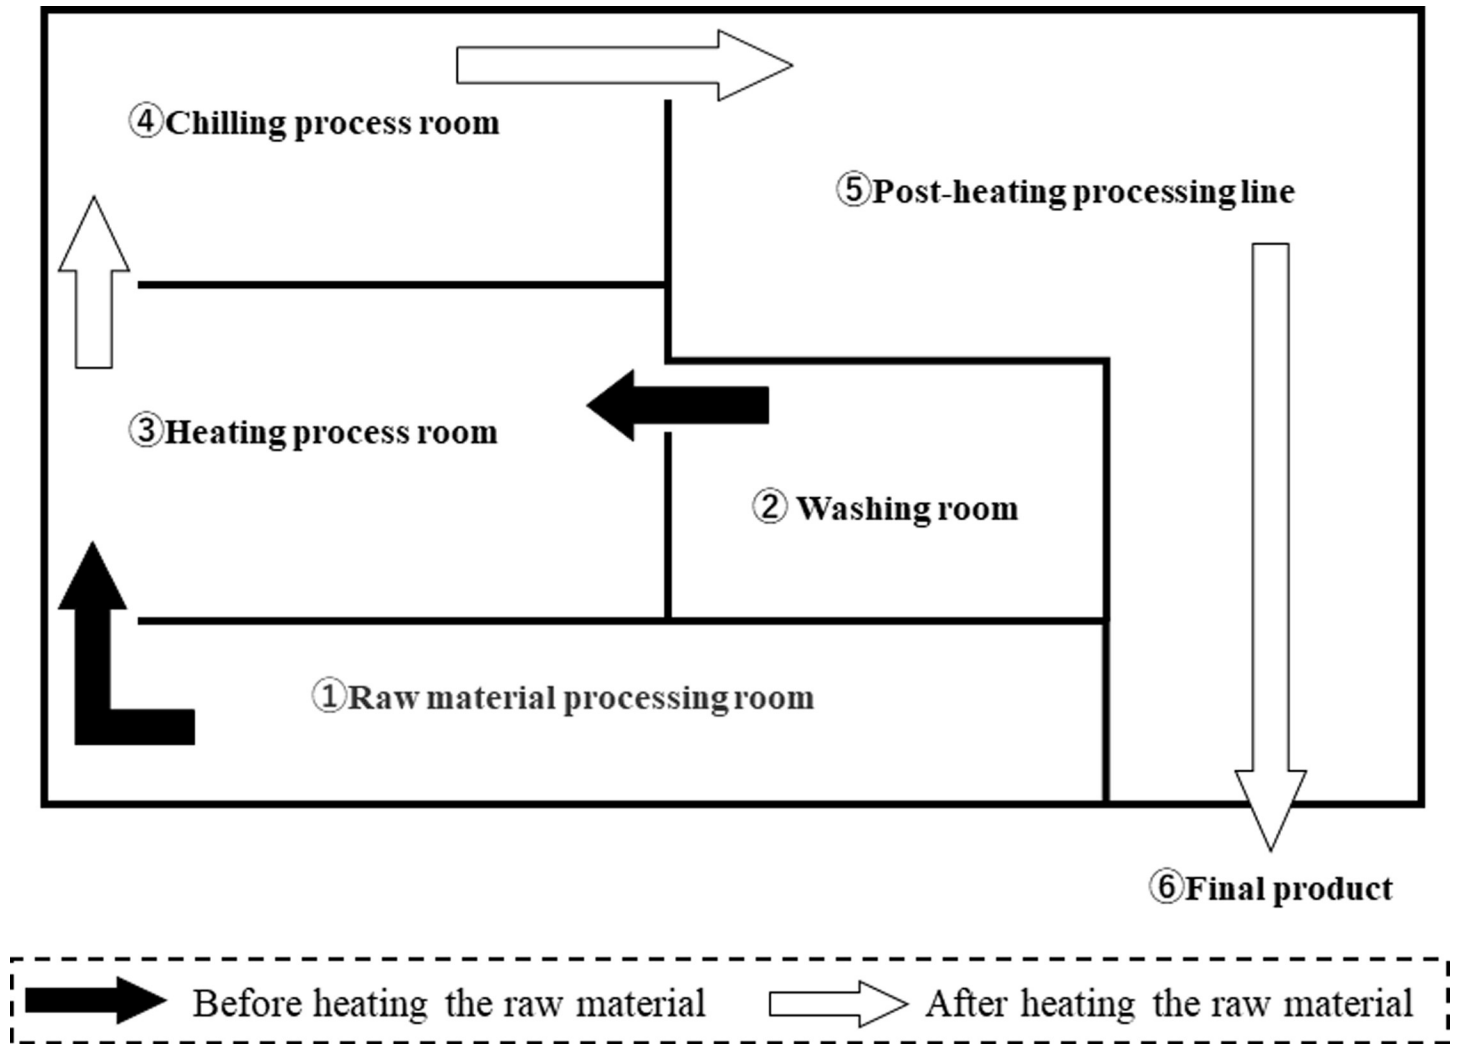 ④Chilling process room
⑤Post-heating processing line
③Heating process room
② Washing room
①Raw material processing room
⑥Final product
Before heating the raw material
After heating the raw material